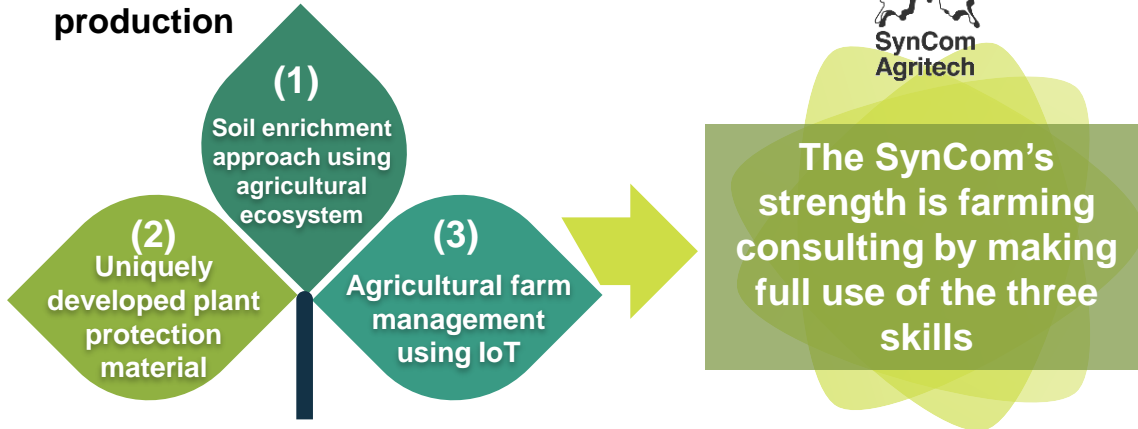 production
(1)
Soil enrichment
approach using
agricultural
ecosystem
(2)
Uniquely
developed plant
protection
material
(3)
Agricultural farm
management
using IoT
SynCom
Agritech
The SynCom’s
strength is farming
consulting by making
full use of the three
skills